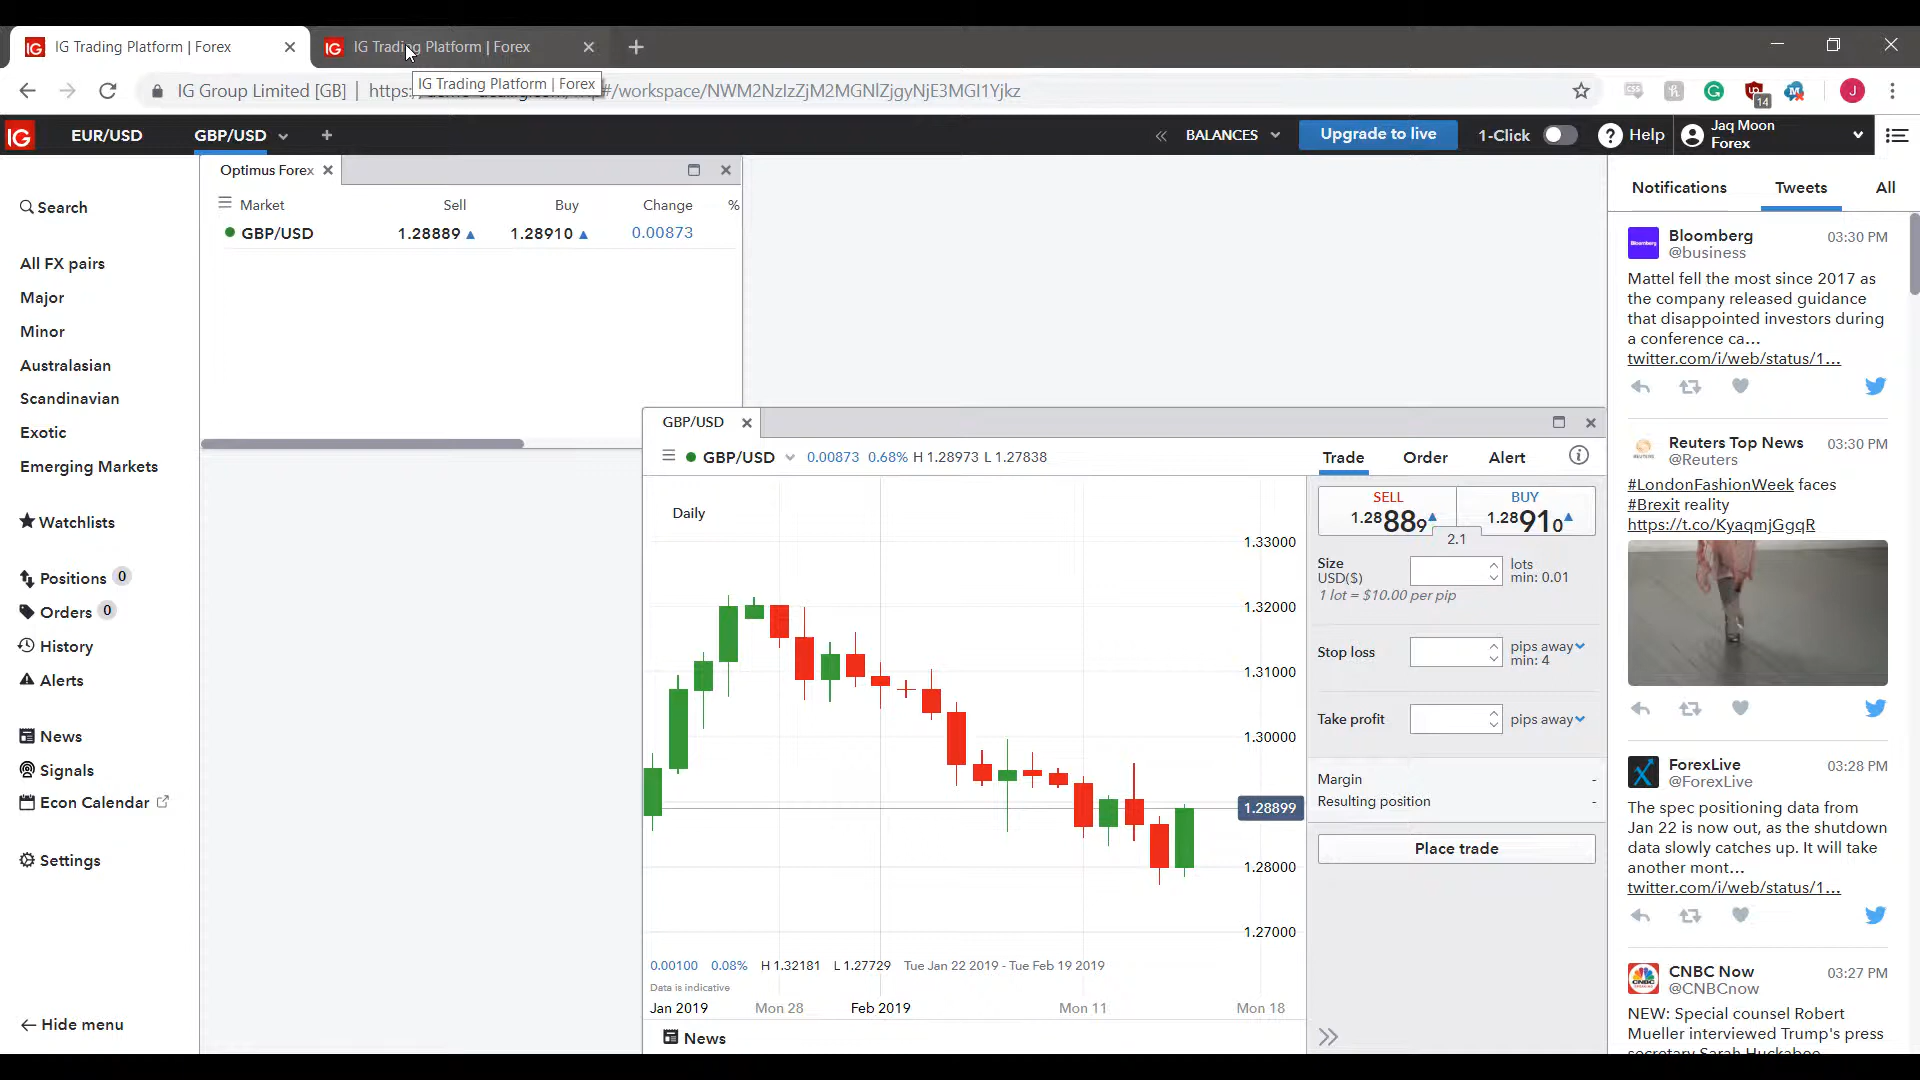 IG Trading Platform | Forex
IG Trading Platform | Forex
IG Group Limited [GB] | https:
#/workspace/NWM2NzIzZjM2MGNlZjgyNjE3MGI1Yjkz
IG Trading Platform | Forex
14
J
IG
EUR/USD
GBP/USD
BALANCES
Upgrade to live
1-Click
Help
Jaq Moon
Forex
Search
All FX pairs
Major
Minor
Australasian
Scandinavian
Exotic
Emerging Markets
Watchlists
Positions 0
Orders 0
History
Alerts
News
Signals
Econ Calendar
Settings
Hide menu
Optimus Forex
Market Sell Buy Change %
GBP/USD 1.28889 1.28910 0.00873
GBP/USD
GBP/USD 0.00873 0.68% H 1.28973 L 1.27838
Daily
1.33000
1.32000
1.31000
1.30000
1.28899
1.28000
1.27000
0.00100 0.08% H 1.32181 L 1.27729 Tue Jan 22 2019 - Tue Feb 19 2019
Data is indicative
Jan 2019 Mon 28 Feb 2019 Mon 11 Mon 18
News
Trade Order Alert
SELL BUY
1.28889 1.28910
2.1
Size
USD($)
lots
min: 0.01
1 lot = $10.00 per pip
Stop loss
pips away
min: 4
Take profit
pips away
Margin -
Resulting position -
Place trade
Notifications Tweets All
Bloomberg 03:30 PM
@business
Mattel fell the most since 2017 as
the company released guidance
that disappointed investors during
a conference ca…
twitter.com/i/web/status/1…
Reuters Top News 03:30 PM
@Reuters
#LondonFashionWeek faces
#Brexit reality
https://t.co/KyaqmjGgqR
ForexLive 03:28 PM
@ForexLive
The spec positioning data from
Jan 22 is now out, as the shutdown
data slowly catches up. It will take
another mont…
twitter.com/i/web/status/1…
CNBC Now 03:27 PM
@CNBCnow
NEW: Special counsel Robert
Mueller interviewed Trump's press
secretary Sarah Huckabee